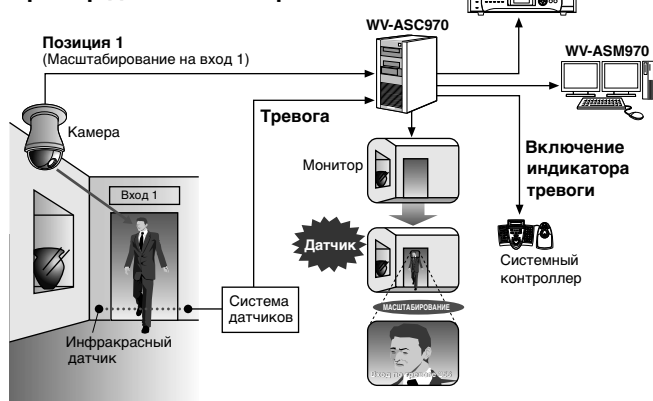 WV-ASC970
Позиция 1
(Масштабирование на вход 1)
WV-ASM970
Камера
Тревога
Монитор
Включение
индикатора
тревоги
Вход 1
Датчик
Системный
контроллер
Система
датчиков
МАСШТАБИРОВАНИЕ
Инфракрасный
датчик